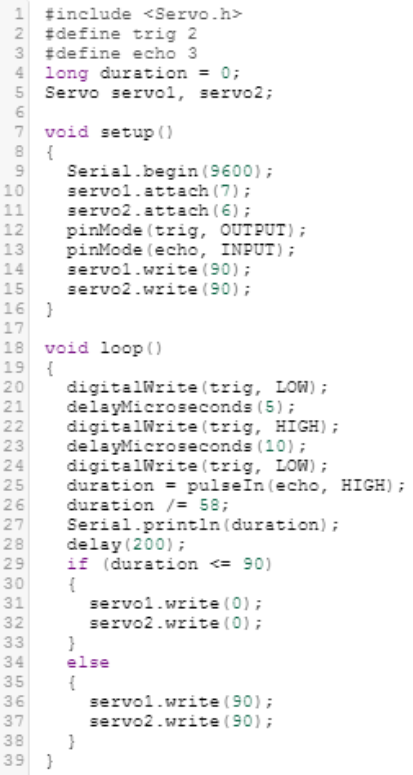 1 #include <Servo.h>
2 #define trig 2
3 #define echo 3
4 long duration = 0;
5 Servo servo1, servo2;
6
7 void setup()
8 {
9   Serial.begin(9600);
10   servo1.attach(7);
11   servo2.attach(6);
12   pinMode(trig, OUTPUT);
13   pinMode(echo, INPUT);
14   servo1.write(90);
15   servo2.write(90);
16 }
17
18 void loop()
19 {
20   digitalWrite(trig, LOW);
21   delayMicroseconds(5);
22   digitalWrite(trig, HIGH);
23   delayMicroseconds(10);
24   digitalWrite(trig, LOW);
25   duration = pulseIn(echo, HIGH);
26   duration /= 58;
27   Serial.println(duration);
28   delay(200);
29   if (duration <= 90)
30   {
31     servo1.write(0);
32     servo2.write(0);
33   }
34   else
35   {
36     servo1.write(90);
37     servo2.write(90);
38   }
39 }